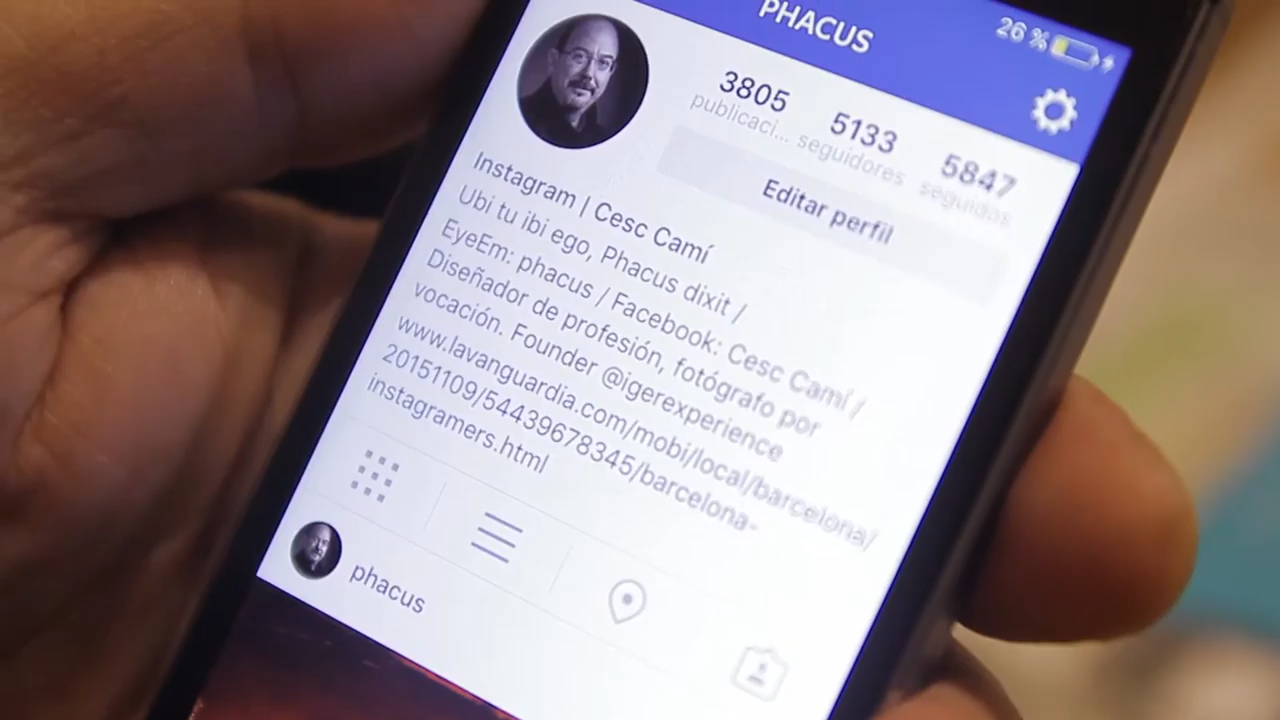 PHACUS
26 %
3805
publicaci...
5133
seguidores
5847
seguidos
Editar perfil
Instagram | Cesc Camí
Ubi tu ibi ego, Phacus dixit /
EyeEm: phacus / Facebook: Cesc Camí /
Diseñador de profesión, fotógrafo por
vocación. Founder @igerexperience
www.lavanguardia.com/mobi/local/barcelona/
20151109/54439678345/barcelona-
instagramers.html
phacus